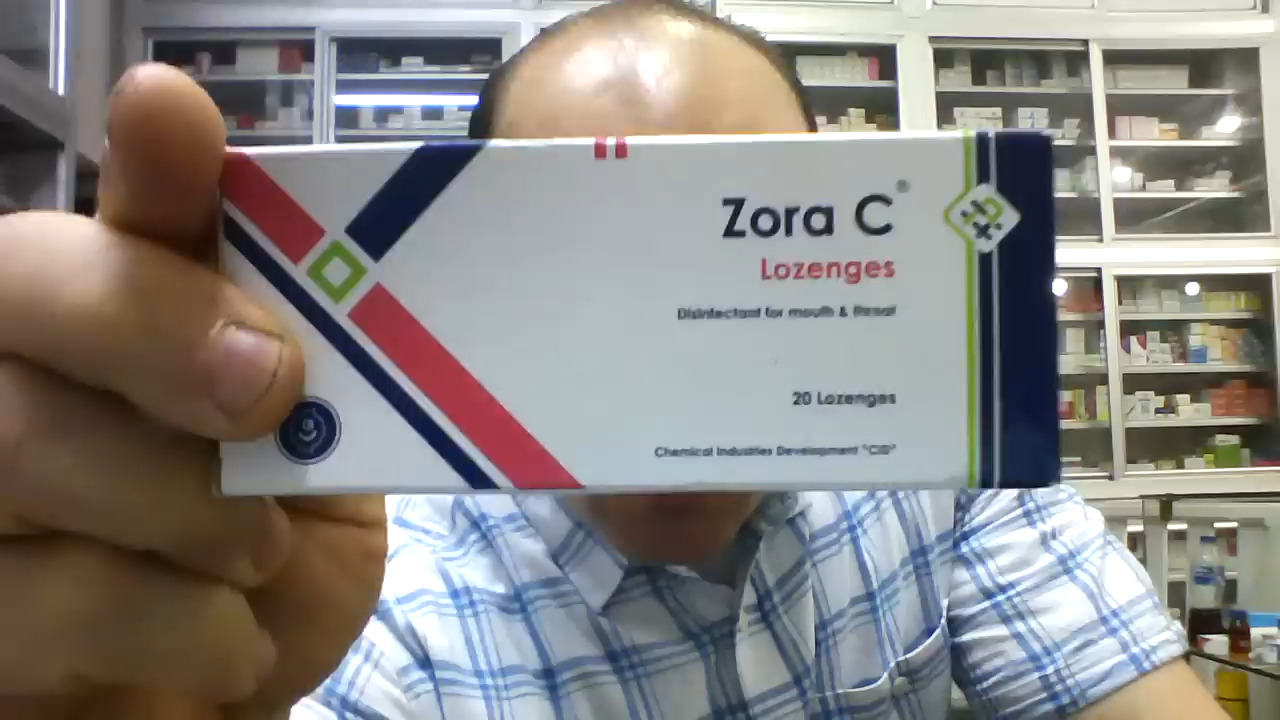 Zora C®
Lozenges
Disinfectant for mouth & throat
20 Lozenges
Chemical Industries Development "CID"